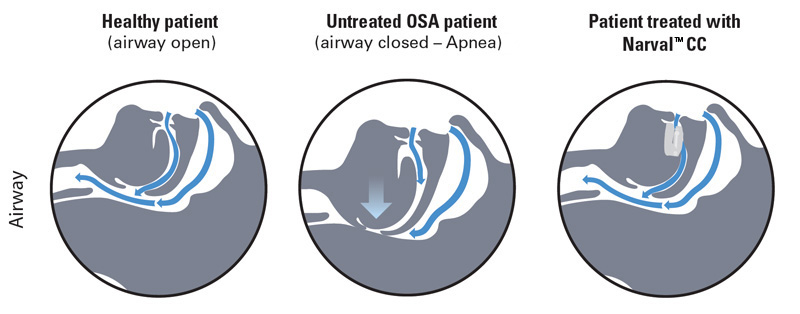 Healthy patient
(airway open)
Untreated OSA patient
(airway closed – Apnea)
Patient treated with
Narval™ CC
Airway